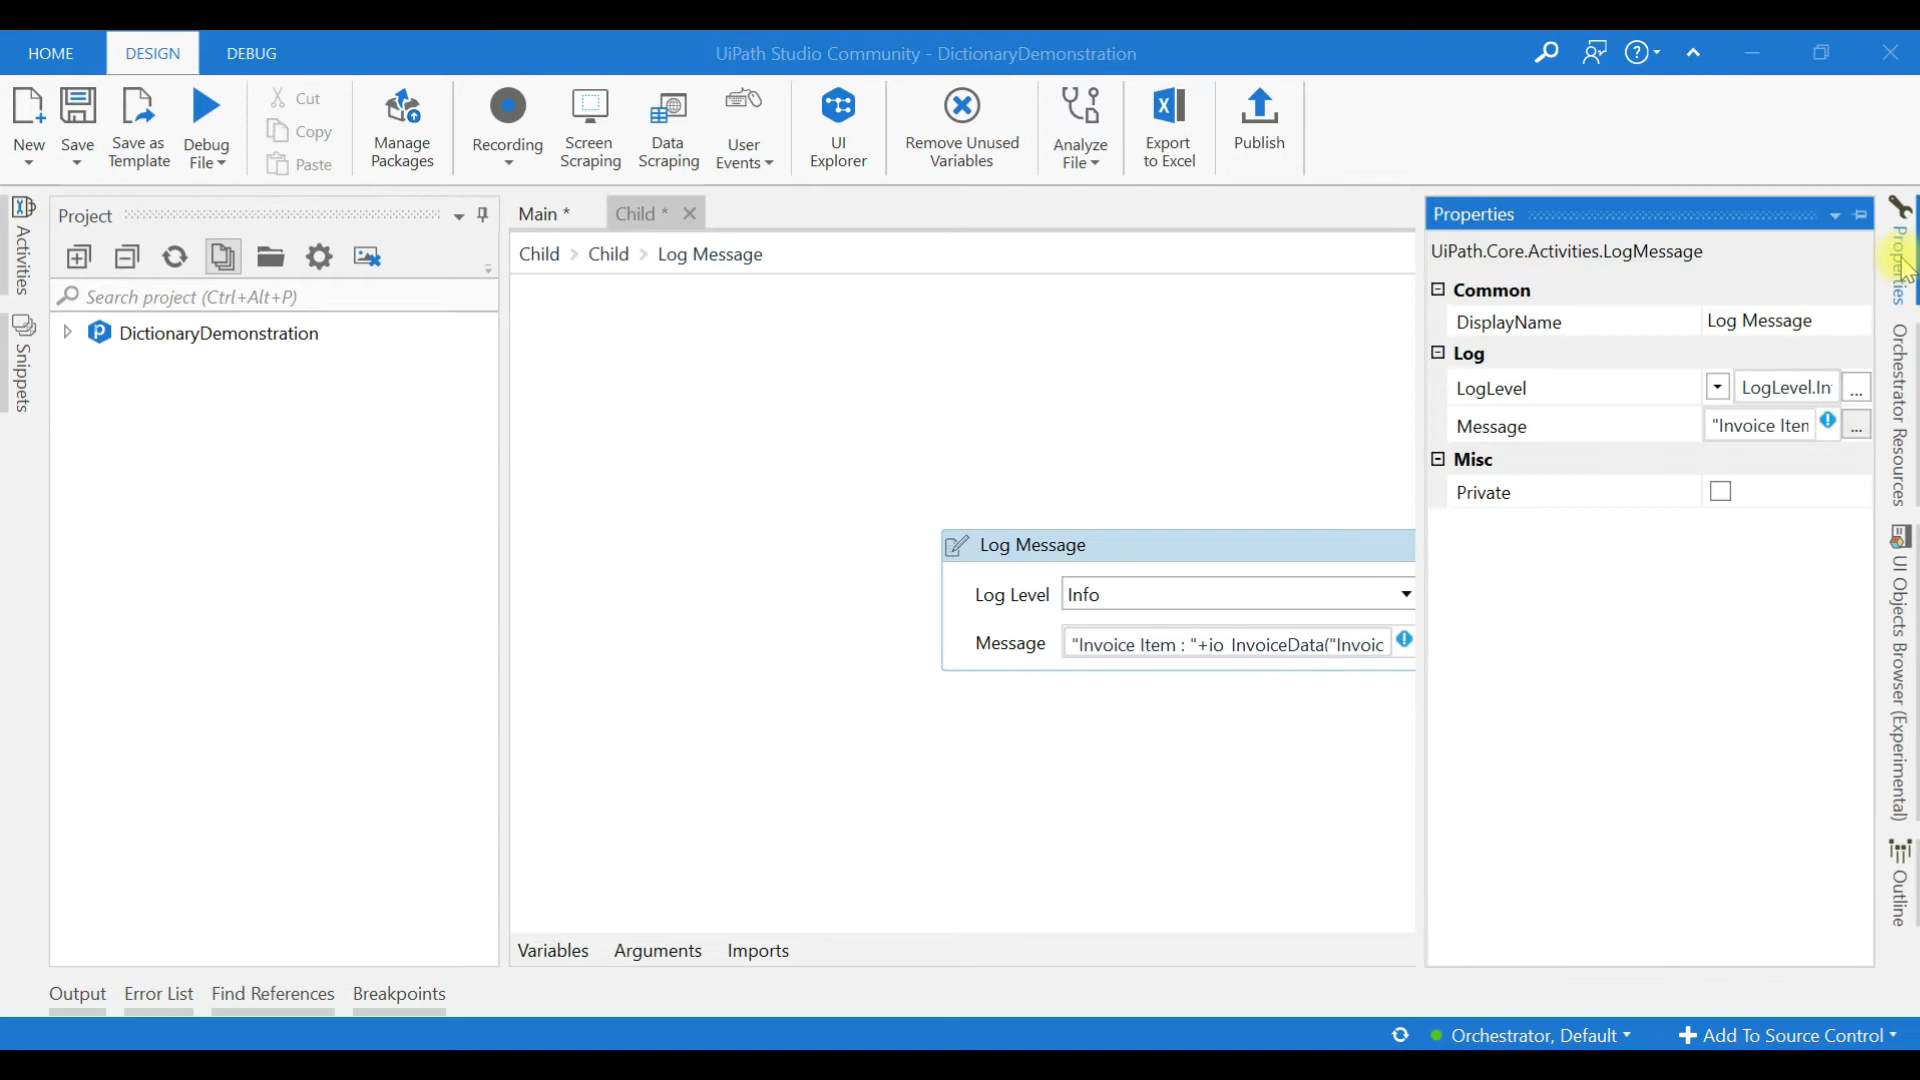 HOME DESIGN DEBUG UiPath Studio Community - DictionaryDemonstration
New Save Save as Template Debug File Cut Copy Paste Manage Packages Recording Screen Scraping Data Scraping User Events UI Explorer Remove Unused Variables Analyze File Export to Excel Publish
Activities
Snippets
Project
Search project (Ctrl+Alt+P)
DictionaryDemonstration
Main * Child *
Child > Child > Log Message
Log Message
Log Level Info
Message "Invoice Item : "+io_InvoiceData("Invoic
Variables Arguments Imports
Properties
UiPath.Core.Activities.LogMessage
Common
DisplayName Log Message
Log
LogLevel LogLevel.In ...
Message "Invoice Iten ...
Misc
Private
Properties
Orchestrator Resources
UI Objects Browser (Experimental)
Outline
Output Error List Find References Breakpoints
Orchestrator, Default Add To Source Control